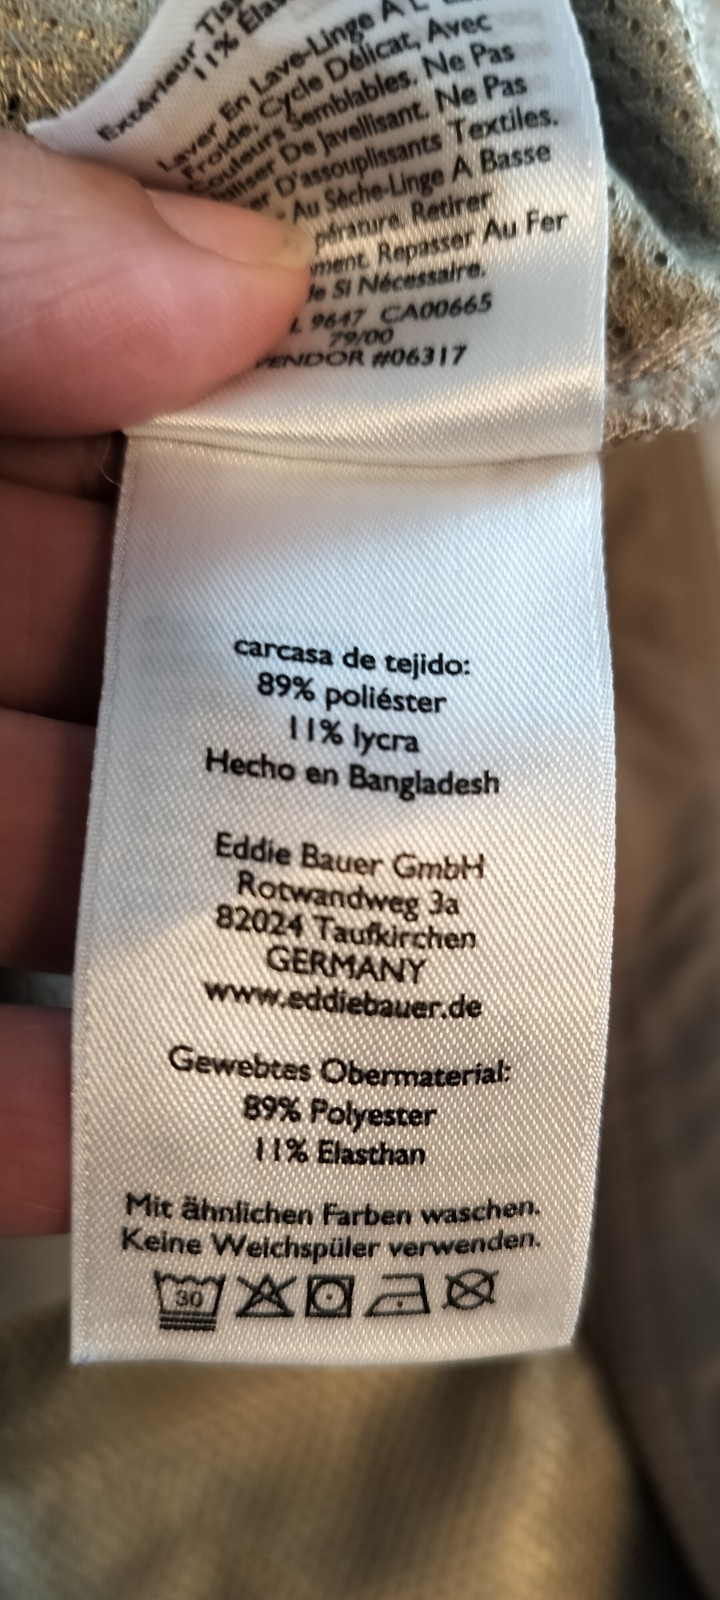 Extérieur
11%
Laver En Lave-Linge À L'
Froide, Cycle Délicat, Avec
Couleurs Semblables. Ne Pas
De Javellisant. Ne Pas
D'assouplissants Textiles.
Au Sèche-Linge À Basse
Retirer
Repasser Au Fer
Si Nécessaire.
9647 CA00665
79/00
VENDOR #06317
carcasa de tejido:
89% poliéster
11% lycra
Hecho en Bangladesh
Eddie Bauer GmbH
Rotwandweg 3a
82024 Taufkirchen
GERMANY
www.eddiebauer.de
Gewebtes Obermaterial:
89% Polyester
11% Elasthan
Mit ähnlichen Farben waschen.
Keine Weichspüler verwenden.
30